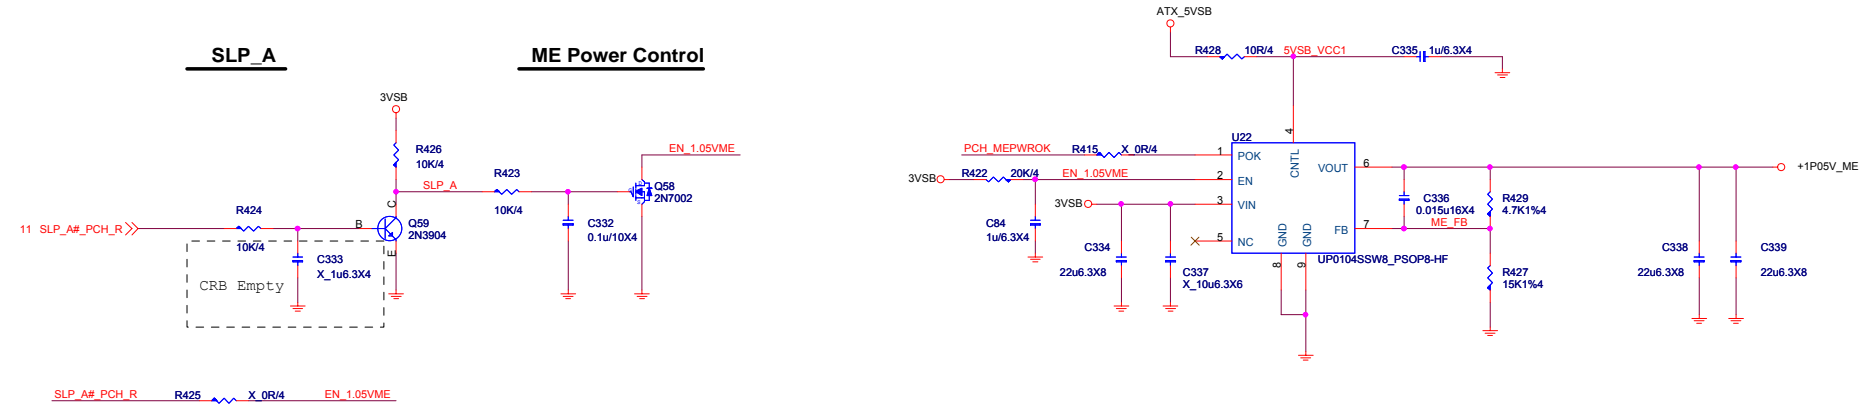 SLP_A
ME Power Control
3VSB
R426
10K/4
SLP_A
R423
10K/4
EN_1.05VME
Q58
2N7002
C332
0.1u/10X4
11 SLP_A#_PCH_R
R424
10K/4
B
C
E
Q59
2N3904
C333
X_1u6.3X4
CRB Empty
SLP_A#_PCH_R
R425
X_0R/4
EN_1.05VME
ATX_5VSB
R428
10R/4
5VSB_VCC1
C335
1u/6.3X4
U22
4
CNTL
PCH_MEPWROK
R415
X_0R/4
1
POK
3VSB
R422
20K/4
EN_1.05VME
2
EN
3VSB
3
VIN
5
NC
C84
1u/6.3X4
C334
22u6.3X8
C337
X_10u6.3X6
GND
GND
8
9
VOUT
6
FB
7
UP0104SSW8_PSOP8-HF
C336
0.015u16X4
ME_FB
R429
4.7K1%4
R427
15K1%4
C338
22u6.3X8
C339
22u6.3X8
+1P05V_ME